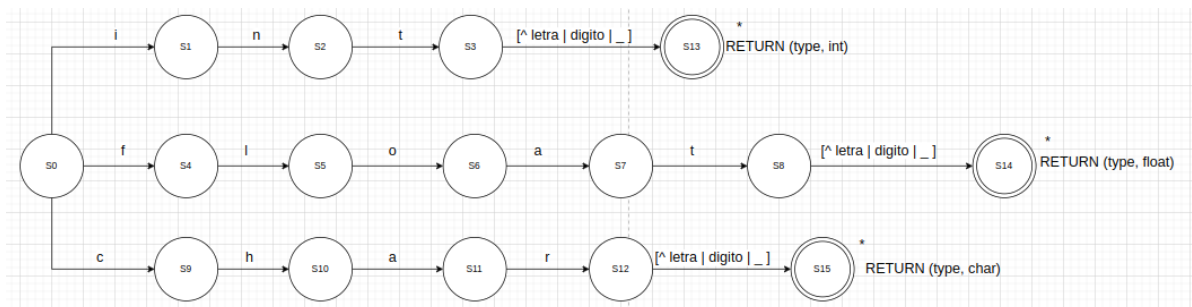 i S1 n S2 t S3 [^ letra | digito | _ ] S13 * RETURN (type, int)
S0 f S4 l S5 o S6 a S7 t S8 [^ letra | digito | _ ] S14 * RETURN (type, float)
c S9 h S10 a S11 r S12 [^ letra | digito | _ ] S15 * RETURN (type, char)